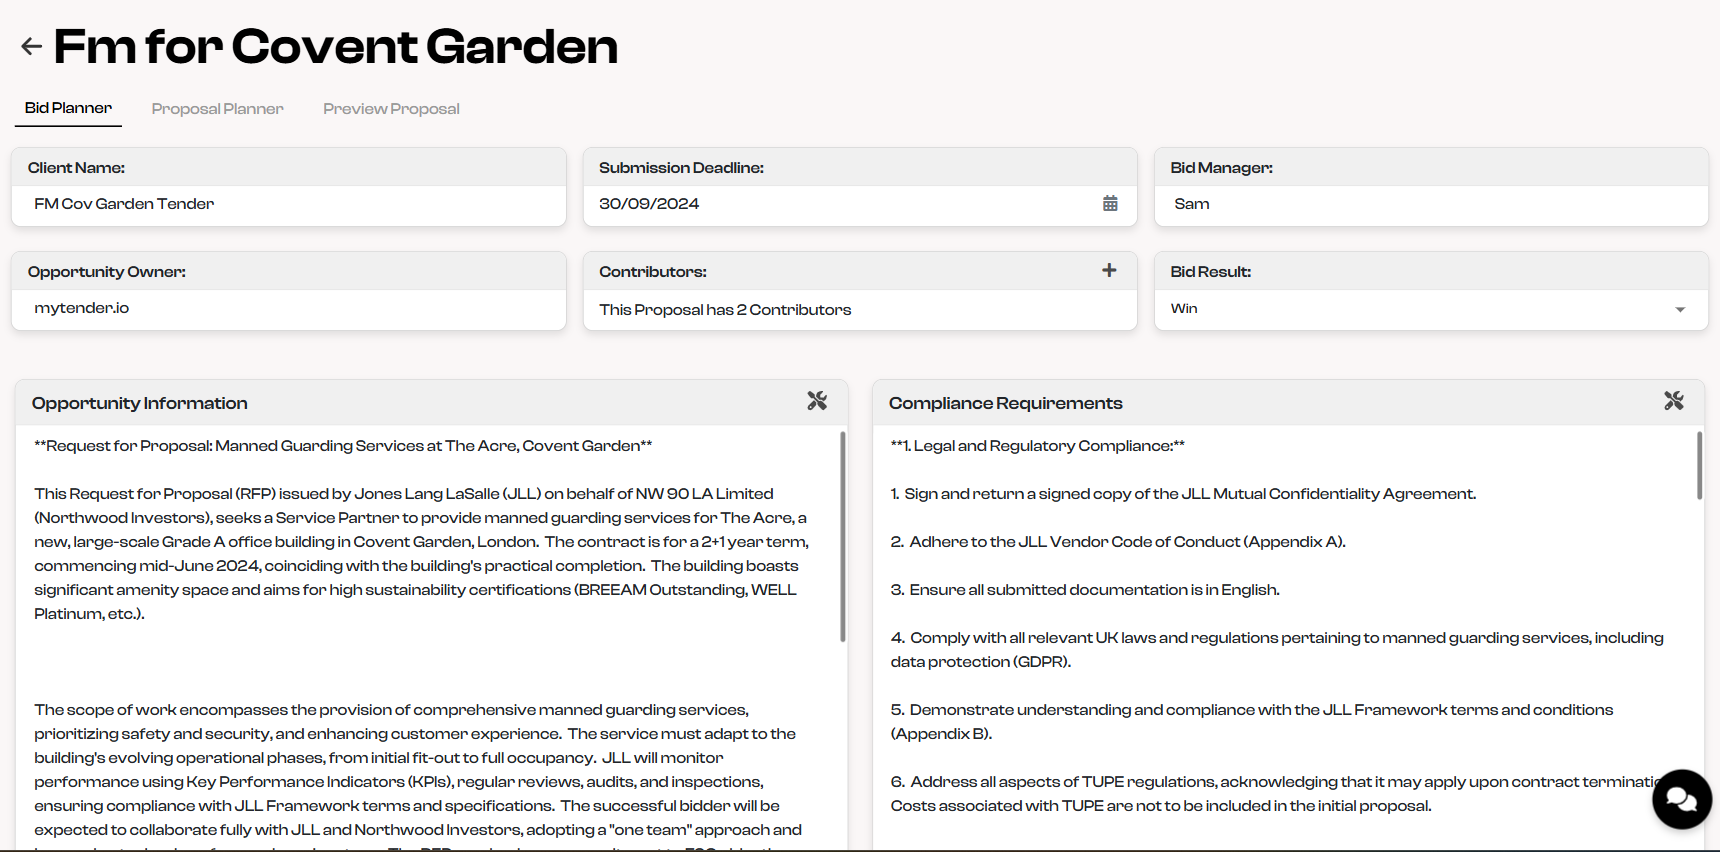 Fm for Covent Garden
Bid Planner
Proposal Planner
Preview Proposal
Client Name:
FM Cov Garden Tender
Submission Deadline:
30/09/2024
Bid Manager:
Sam
Opportunity Owner:
mytender.io
Contributors:
This Proposal has 2 Contributors
Bid Result:
Win
Opportunity Information
**Request for Proposal: Manned Guarding Services at The Acre, Covent Garden**
This Request for Proposal (RFP) issued by Jones Lang LaSalle (JLL) on behalf of NW 90 LA Limited
(Northwood Investors), seeks a Service Partner to provide manned guarding services for The Acre, a
new, large-scale Grade A office building in Covent Garden, London. The contract is for a 2+1 year term,
commencing mid-June 2024, coinciding with the building's practical completion. The building boasts
significant amenity space and aims for high sustainability certifications (BREEAM Outstanding, WELL
Platinum, etc.).
The scope of work encompasses the provision of comprehensive manned guarding services,
prioritizing safety and security, and enhancing customer experience. The service must adapt to the
building's evolving operational phases, from initial fit-out to full occupancy. JLL will monitor
performance using Key Performance Indicators (KPIs), regular reviews, audits, and inspections,
ensuring compliance with JLL Framework terms and specifications. The successful bidder will be
expected to collaborate fully with JLL and Northwood Investors, adopting a "one team" approach and
Compliance Requirements
**1. Legal and Regulatory Compliance:**
1. Sign and return a signed copy of the JLL Mutual Confidentiality Agreement.
2. Adhere to the JLL Vendor Code of Conduct (Appendix A).
3. Ensure all submitted documentation is in English.
4. Comply with all relevant UK laws and regulations pertaining to manned guarding services, including
data protection (GDPR).
5. Demonstrate understanding and compliance with the JLL Framework terms and conditions
(Appendix B).
6. Address all aspects of TUPE regulations, acknowledging that it may apply upon contract
Costs associated with TUPE are not to be included in the initial proposal.